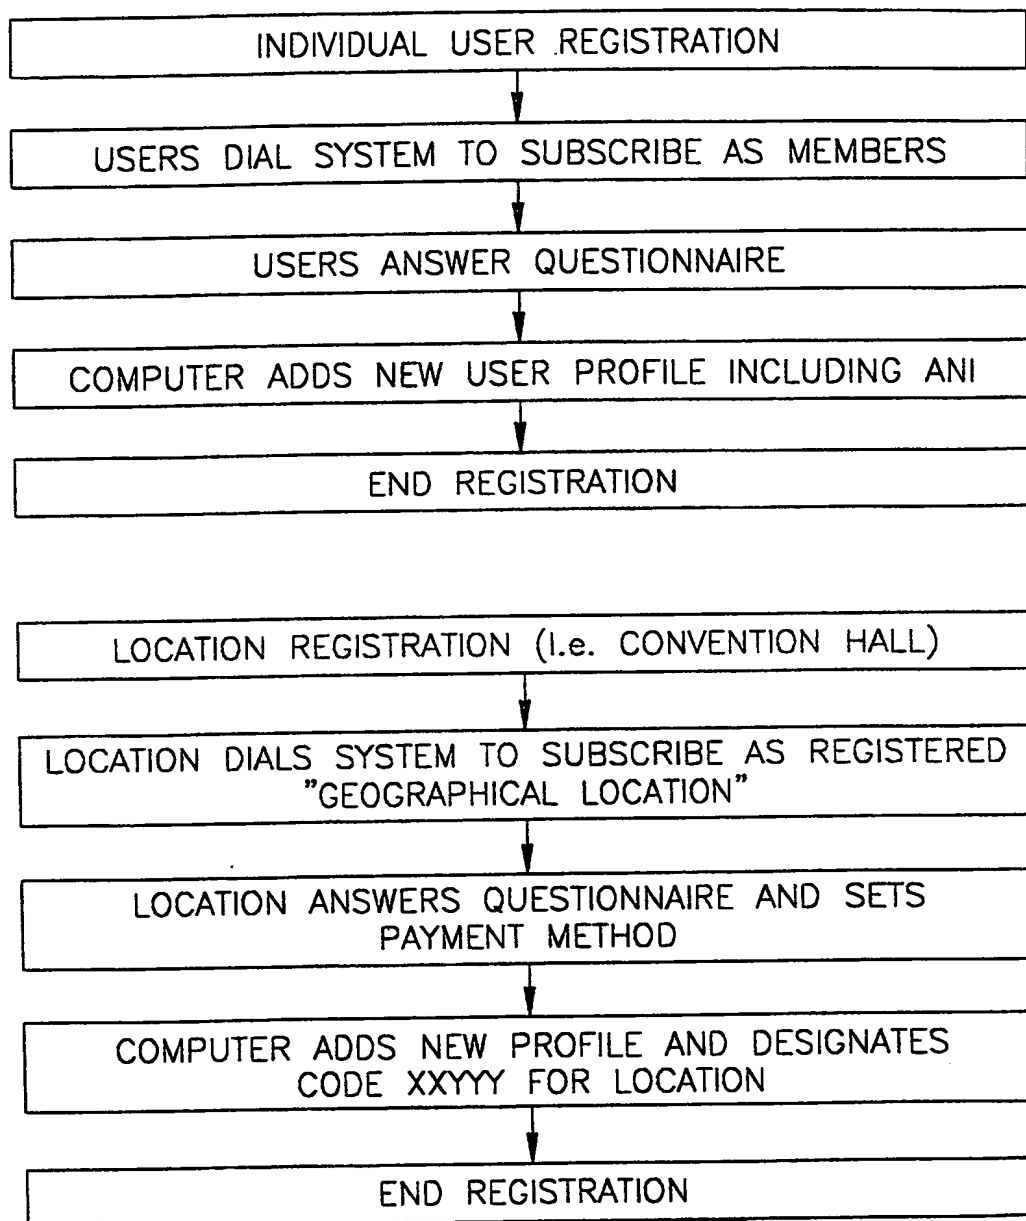 INDIVIDUAL USER REGISTRATION
USERS DIAL SYSTEM TO SUBSCRIBE AS MEMBERS
USERS ANSWER QUESTIONNAIRE
COMPUTER ADDS NEW USER PROFILE INCLUDING ANI
END REGISTRATION
LOCATION REGISTRATION (I.e. CONVENTION HALL)
LOCATION DIALS SYSTEM TO SUBSCRIBE AS REGISTERED
"GEOGRAPHICAL LOCATION"
LOCATION ANSWERS QUESTIONNAIRE AND SETS
PAYMENT METHOD
COMPUTER ADDS NEW PROFILE AND DESIGNATES
CODE XXYYY FOR LOCATION
END REGISTRATION